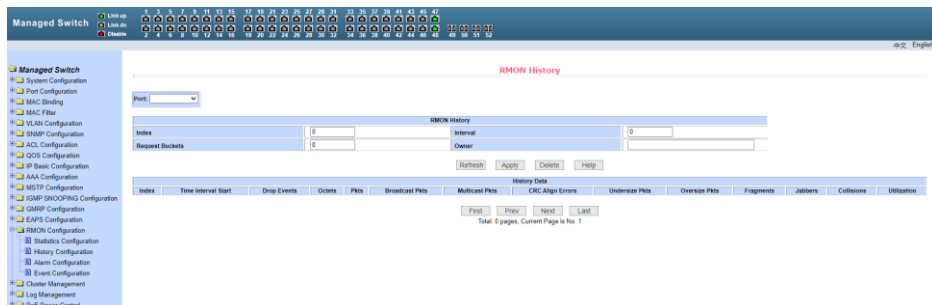 Managed Switch
Link up
Link dn
Disable
1 3 5 7 9 11 13 15 17 19 21 23 25 27 29 31 33 35 37 39 41 43 45 47
2 4 6 8 10 12 14 16 18 20 22 24 26 28 30 32 34 36 38 40 42 44 46 48 49 50 51 52
中文 English
Managed Switch
System Configuration
Port Configuration
MAC Binding
MAC Filter
VLAN Configuration
SNMP Configuration
ACL Configuration
QOS Configuration
IP Basic Configuration
AAA Configuration
MSTP Configuration
IGMP SNOOPING Configuration
GMRP Configuration
EAPS Configuration
RMON Configuration
Statistics Configuration
History Configuration
Alarm Configuration
Event Configuration
Cluster Management
Log Management
PoE Power Control
RMON History
Port:
RMON History
Index 0 Interval 0
Request Buckets 0 Owner
Refresh Apply Delete Help
History Data
Index Time Interval Start Drop Events Octets Pkts Broadcast Pkts Multicast Pkts CRC Align Errors Undersize Pkts Oversize Pkts Fragments Jabbers Collisions Utilization
First Prev Next Last
Total: 0 pages, Current Page is No. 1